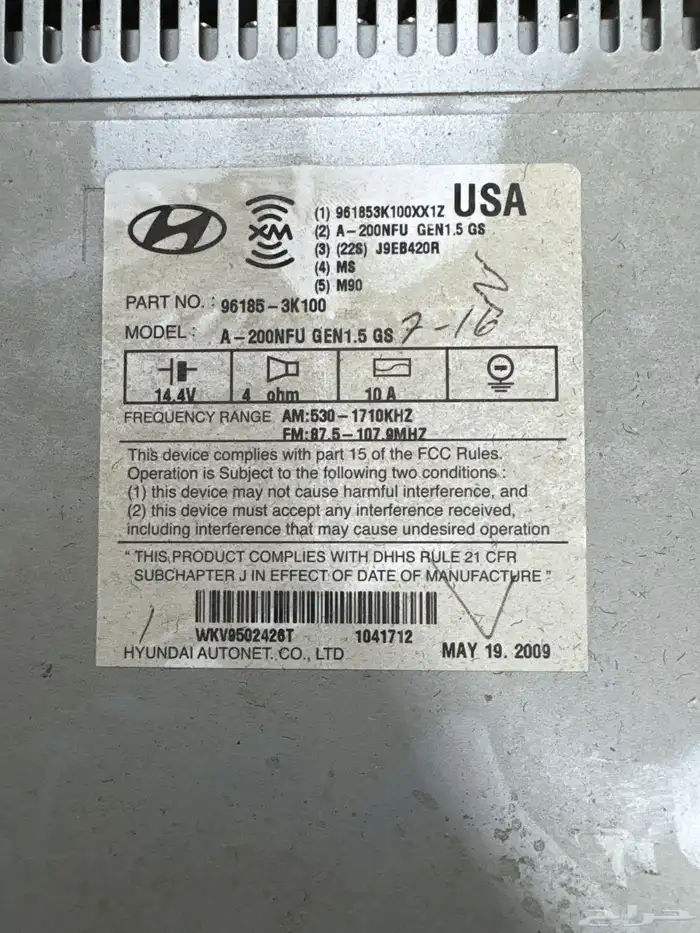 XM
(1) 961853K100XX1Z USA
(2) A-200NFU GEN1.5 GS
(3) (22S) J9EB420R
(4) MS
(5) M90
PART NO. : 96185-3K100
MODEL : A-200NFU GEN1.5 GS 7-16
14.4V 4 ohm 10 A
FREQUENCY RANGE AM:530-1710KHZ
FM:87.5-107.9MHZ
This device complies with part 15 of the FCC Rules.
Operation is Subject to the following two conditions :
(1) this device may not cause harmful interference, and
(2) this device must accept any interference received,
including interference that may cause undesired operation
" THIS PRODUCT COMPLIES WITH DHHS RULE 21 CFR
SUBCHAPTER J IN EFFECT OF DATE OF MANUFACTURE "
WKV9502426T 1041712
HYUNDAI AUTONET. CO., LTD MAY 19. 2009
حراج